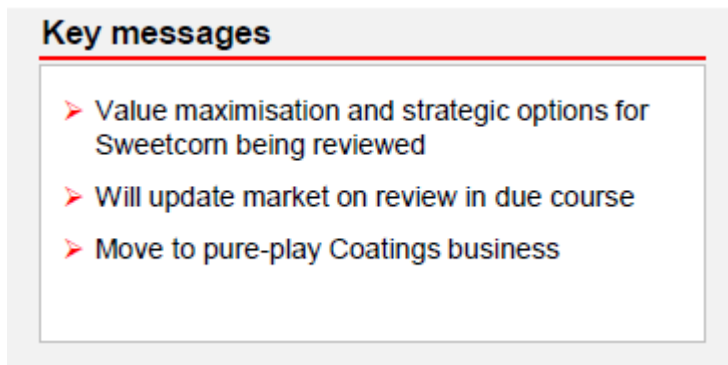 Key messages
➢ Value maximisation and strategic options for
Sweetcorn being reviewed
➢ Will update market on review in due course
➢ Move to pure-play Coatings business